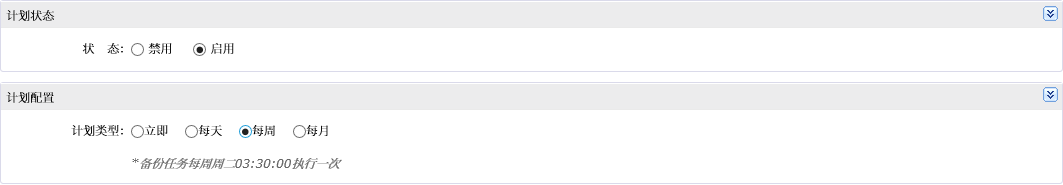 计划状态
状 态: 禁用 启用
计划配置
计划类型: 立即 每天 每周 每月
*备份任务每周周二03:30:00执行一次